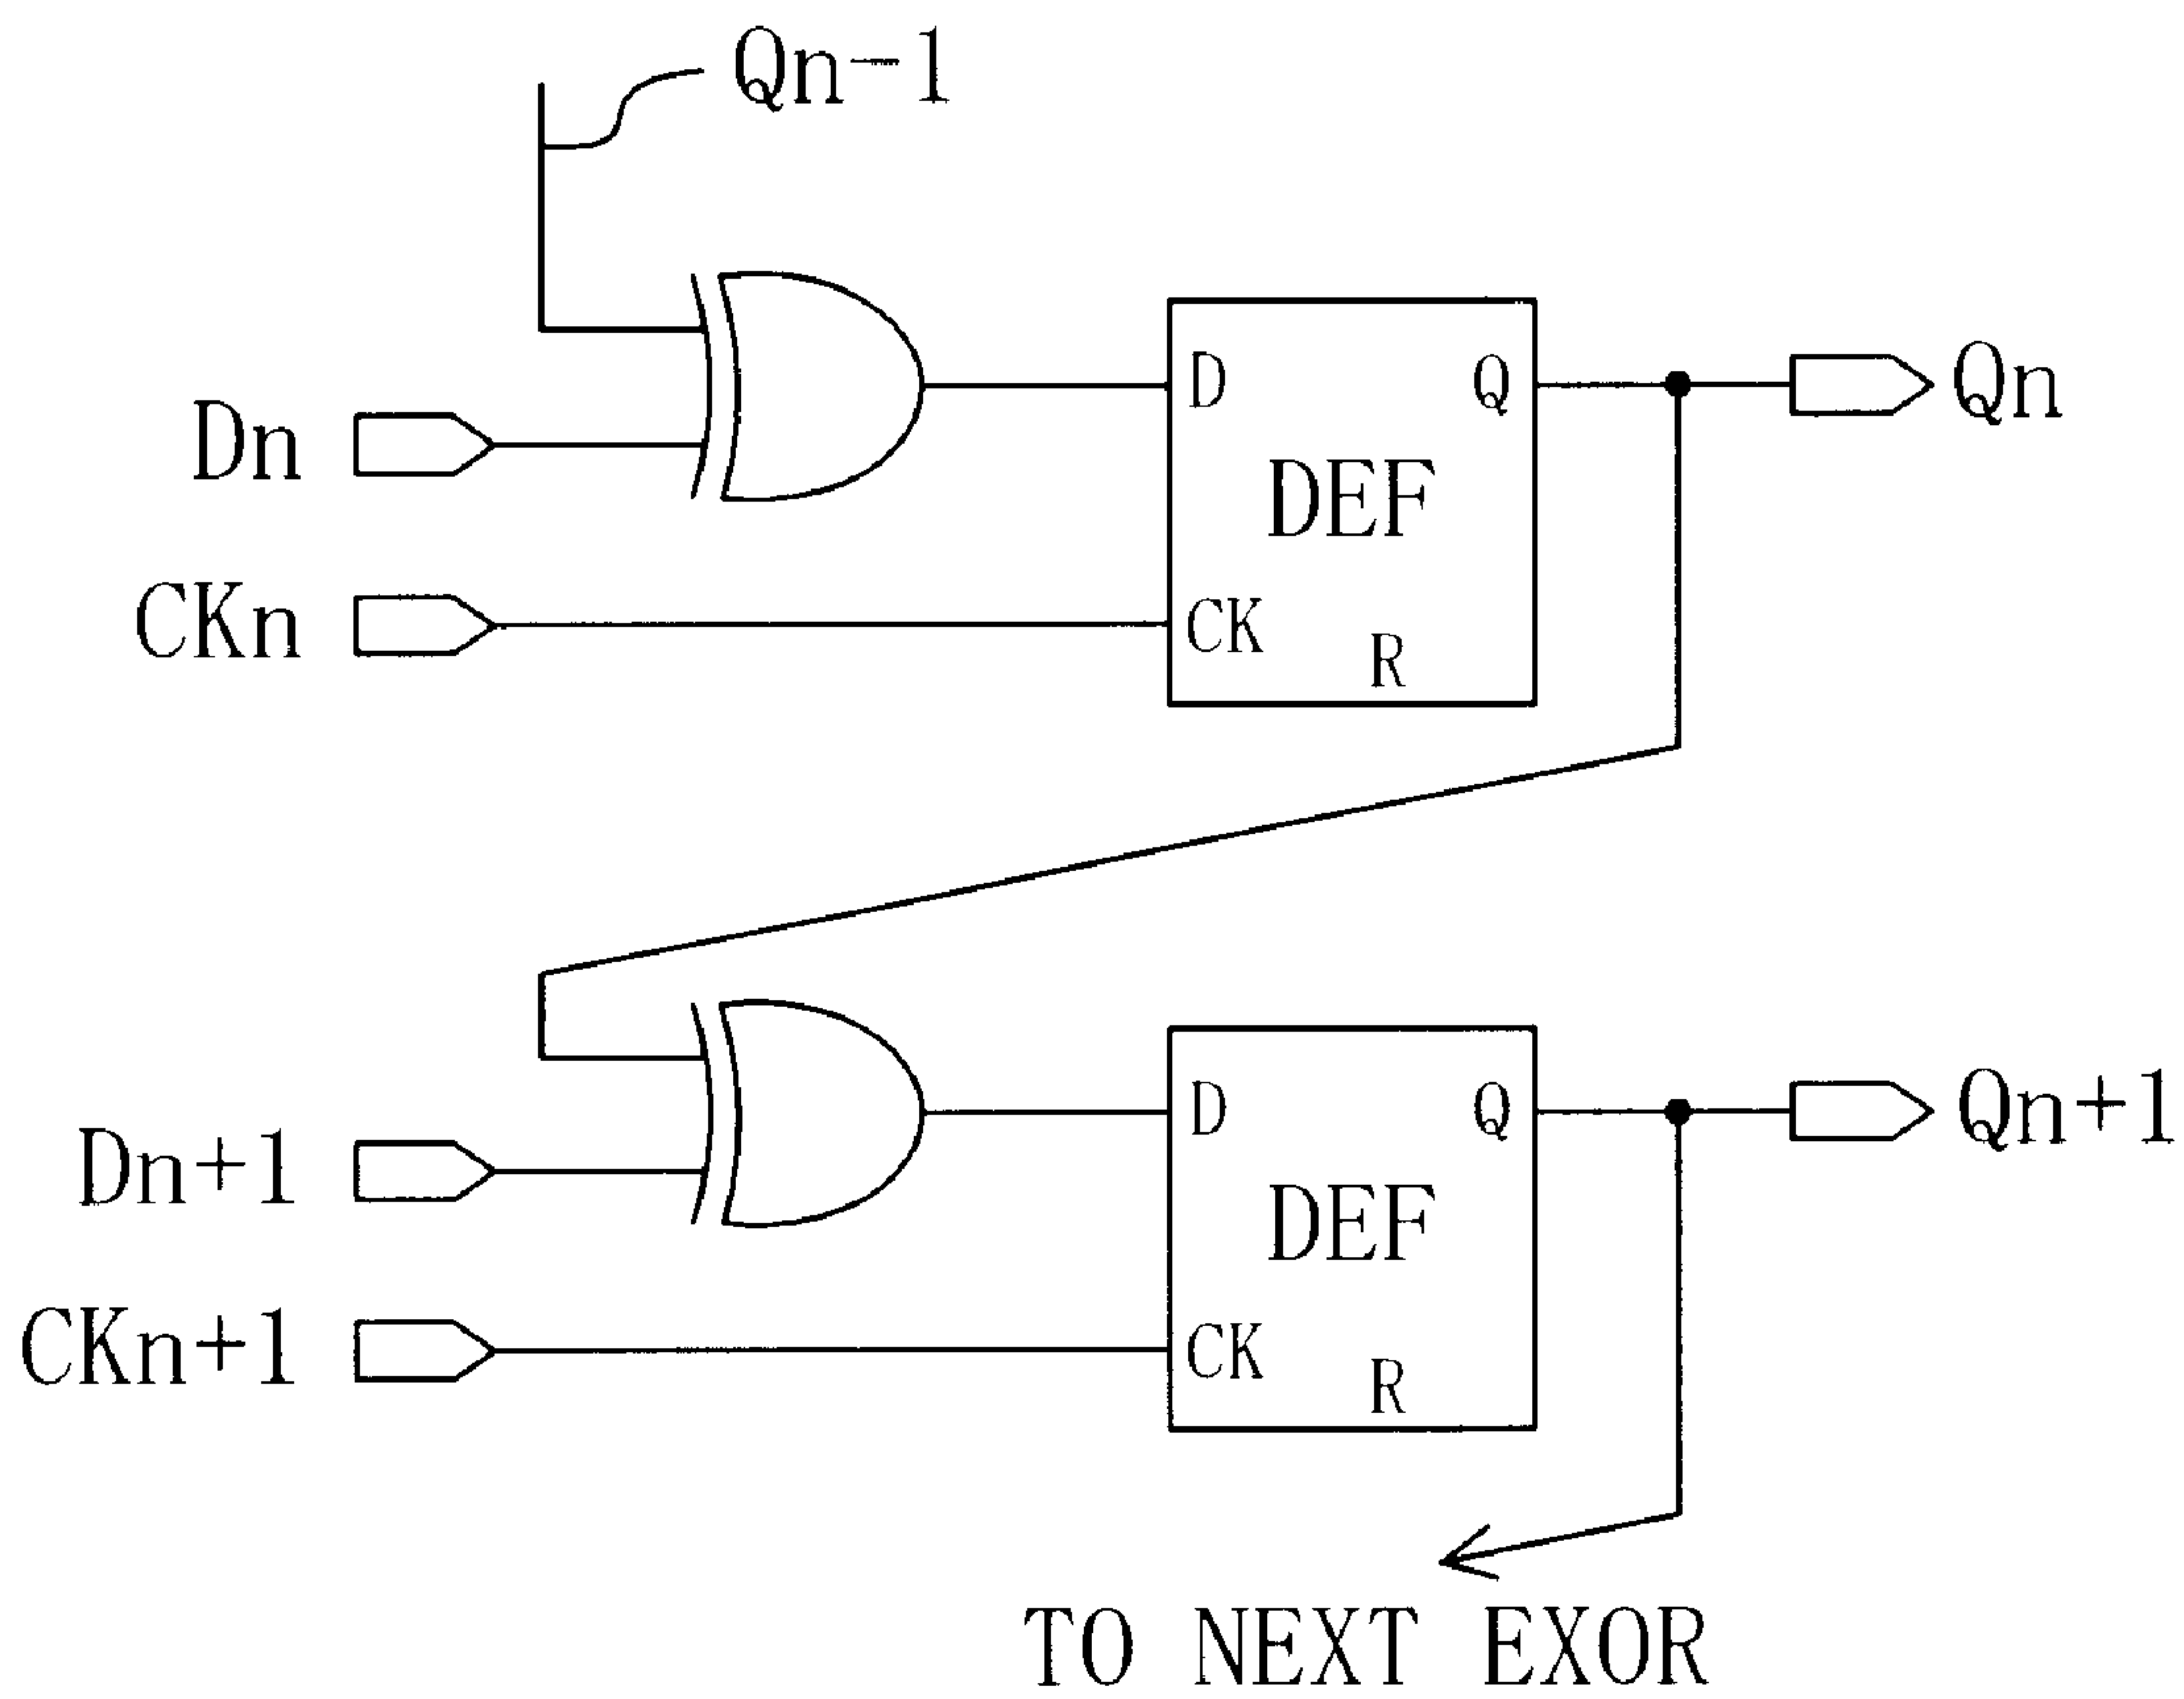 Qn-1
Dn
D
Q
Qn
DEF
CKn
CK
R
Dn+1
D
Q
Qn+1
DEF
CKn+1
CK
R
TO NEXT EXOR